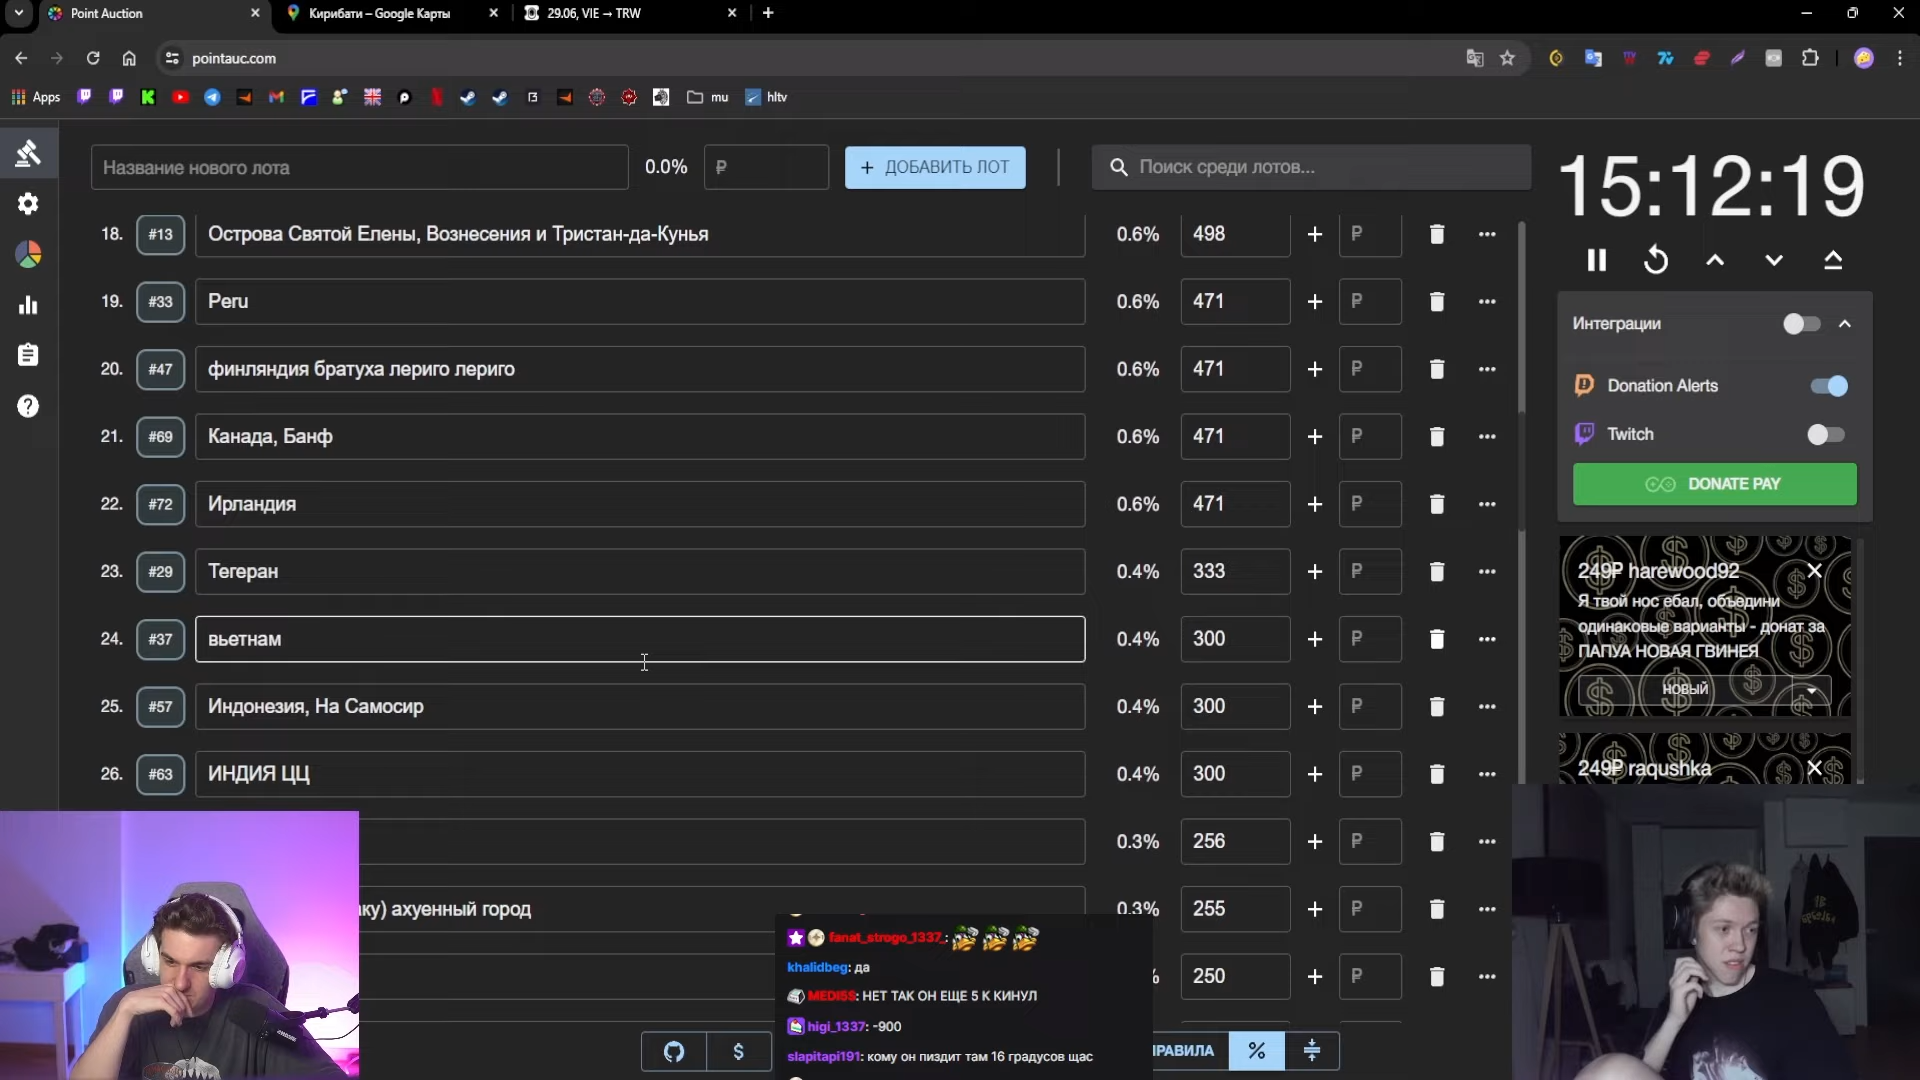 Point Auction
Кирибати – Google Карты
29.06, VIE → TRW
pointauc.com
Apps
mu
hltv
Название нового лота
0.0%
₽
+ ДОБАВИТЬ ЛОТ
Поиск среди лотов...
15:12:19
18. #13 Острова Святой Елены, Вознесения и Тристан-да-Кунья 0.6% 498 + ₽
19. #33 Peru 0.6% 471 + ₽
20. #47 финляндия братуха лериго лериго 0.6% 471 + ₽
21. #69 Канада, Банф 0.6% 471 + ₽
22. #72 Ирландия 0.6% 471 + ₽
23. #29 Тегеран 0.4% 333 + ₽
24. #37 вьетнам 0.4% 300 + ₽
25. #57 Индонезия, На Самосир 0.4% 300 + ₽
26. #63 ИНДИЯ ЦЦ 0.4% 300 + ₽
0.3% 256 + ₽
аку) ахуенный город 0.3% 255 + ₽
% 250 + ₽
$
РАВИЛА
%
Интеграции
Donation Alerts
Twitch
DONATE PAY
249₽ harewood92
Я твой нос ебал, объедини
одинаковые варианты - донат за
ПАПУА НОВАЯ ГВИНЕЯ
НОВЫЙ
249₽ raqushka
fanat_strogo_1337_:
khalidbeg: да
MEDI5S: НЕТ ТАК ОН ЕЩЕ 5 К КИНУЛ
higi_1337: -900
slapitapi191: кому он пиздит там 16 градусов щас